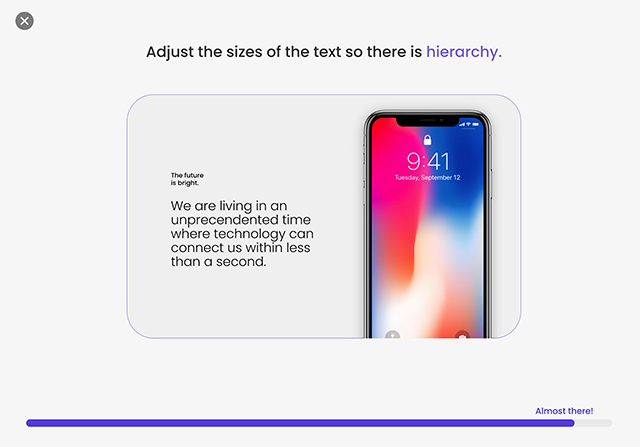 Adjust the sizes of the text so there is hierarchy.
The future
is bright.
We are living in an
unprecendented time
where technology can
connect us within less
than a second.
9:41
Tuesday, September 12
Almost there!